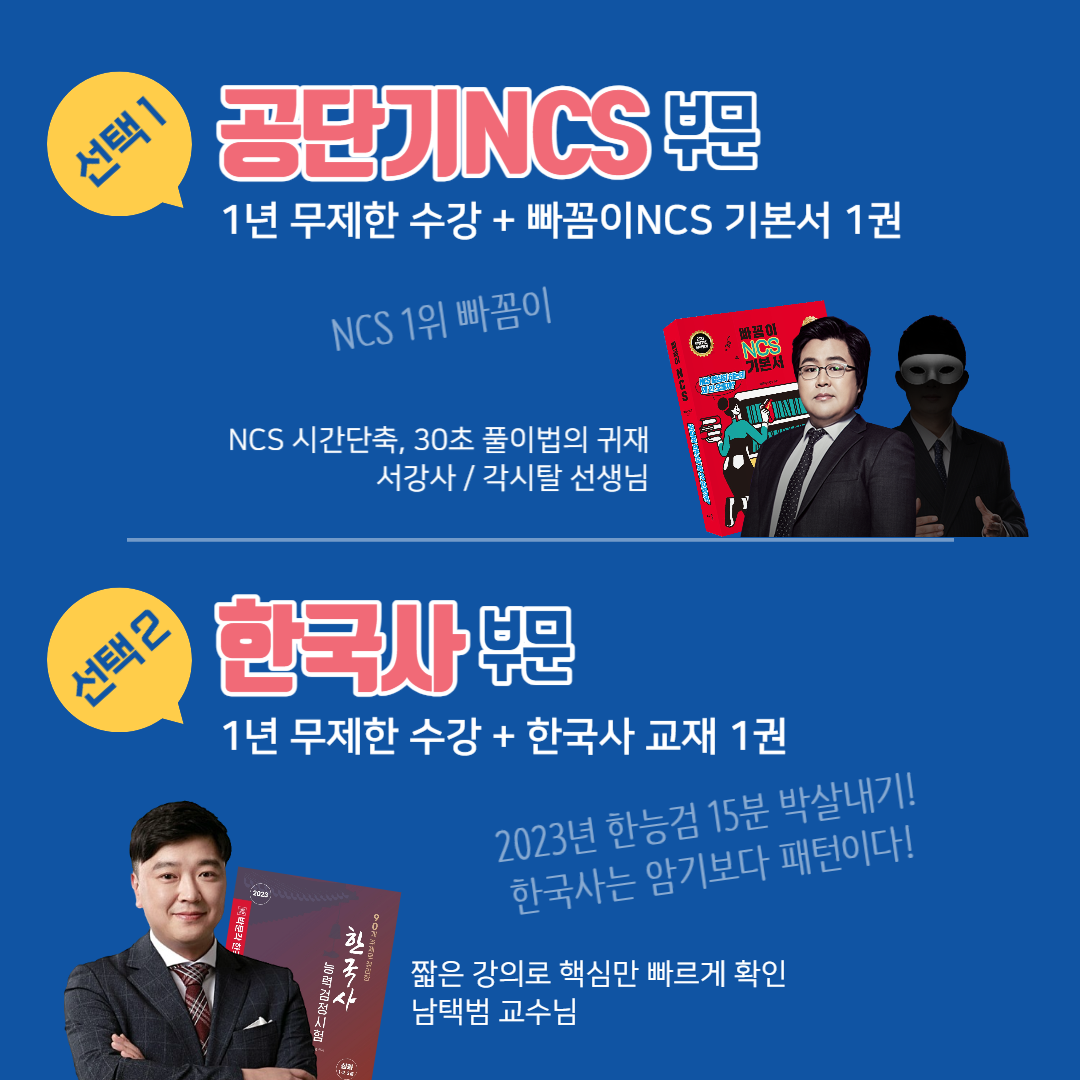 선택 1
공단기NCS 부문
1년 무제한 수강 + 빠꼼이NCS 기본서 1권
NCS 1위 빠꼼이
빠꼼이
NCS
기본서
NCS
NCS 시간단축, 30초 풀이법의 귀재
서강사 / 각시탈 선생님
선택 2
한국사 부문
1년 무제한 수강 + 한국사 교재 1권
2023년 한능검 15분 박살내기!
한국사는 암기보다 패턴이다!
2023
박문각
한국사
능력검정시험
심화
짧은 강의로 핵심만 빠르게 확인
남택범 교수님